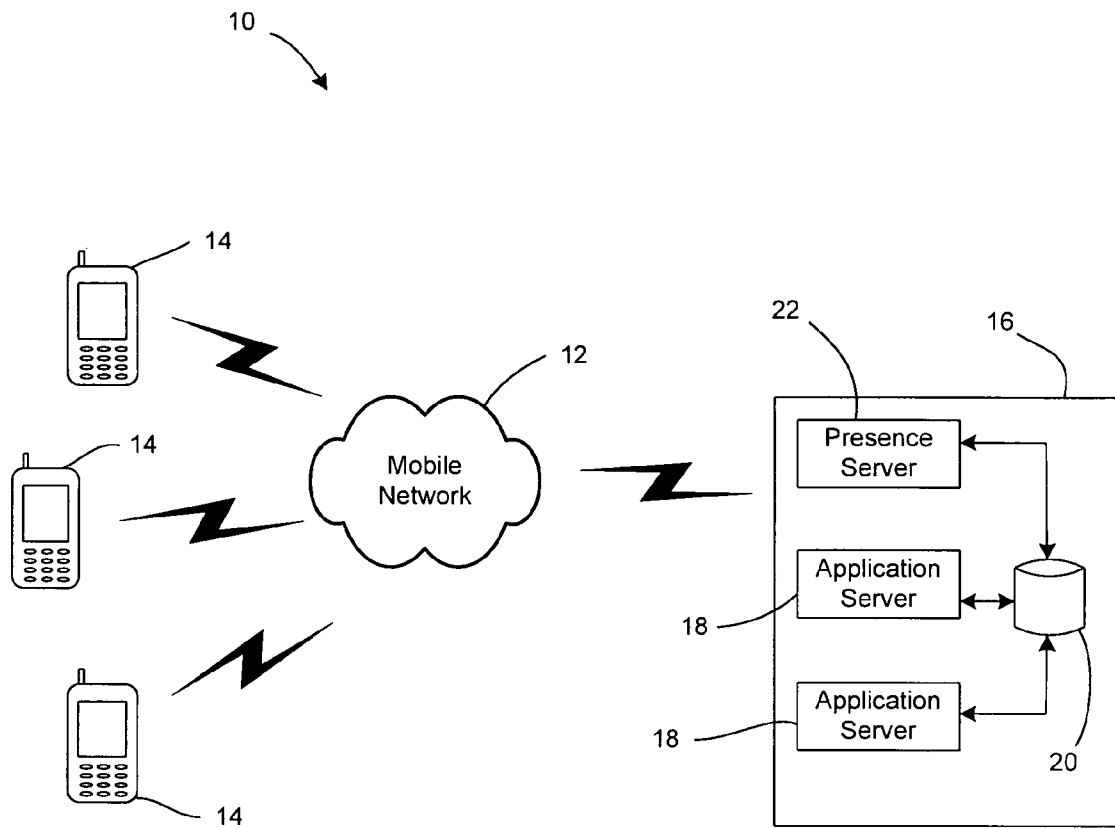 10
14
22
16
12
14
Presence
Server
Mobile
Network
Application
Server
18
Application
Server
18
20
14